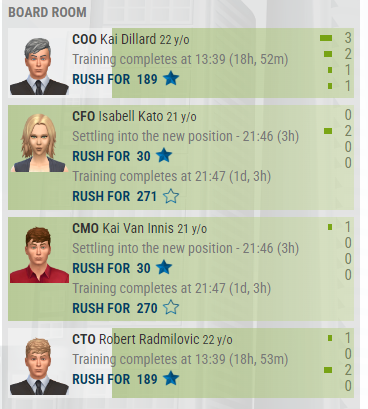 BOARD ROOM
COO Kai Dillard 22 y/o
3
Training completes at 13:39 (18h, 52m)
2
1
RUSH FOR 189
1
CFO Isabell Kato 21 y/o
0
Settling into the new position - 21:46 (3h)
2
RUSH FOR 30
0
Training completes at 21:47 (1d, 3h)
0
RUSH FOR 271
CMO Kai Van Innis 21 y/o
1
Settling into the new position - 21:46 (3h)
0
RUSH FOR 30
0
Training completes at 21:47 (1d, 3h)
0
RUSH FOR 270
CTO Robert Radmilovic 22 y/o
1
Training completes at 13:39 (18h, 53m)
0
2
RUSH FOR 189
0